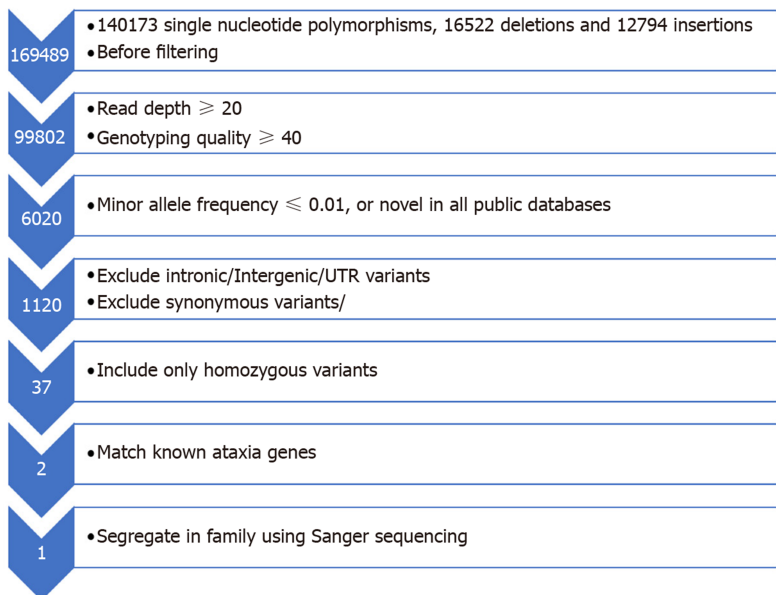 169489
•140173 single nucleotide polymorphisms, 16522 deletions and 12794 insertions
•Before filtering
99802
•Read depth ≥ 20
•Genotyping quality ≥ 40
6020
•Minor allele frequency ≤ 0.01, or novel in all public databases
1120
•Exclude intronic/Intergenic/UTR variants
•Exclude synonymous variants/
37
•Include only homozygous variants
2
•Match known ataxia genes
1
•Segregate in family using Sanger sequencing